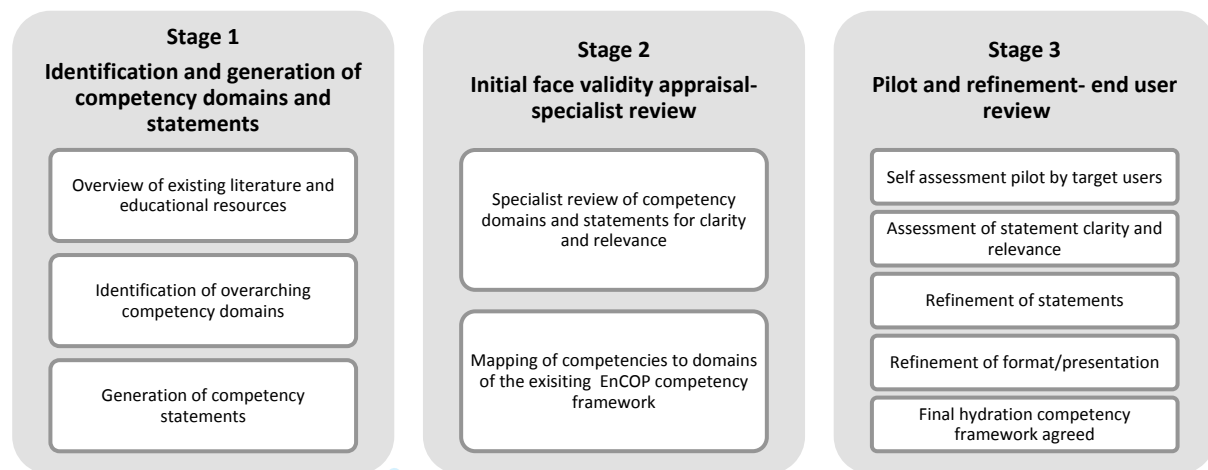 Stage 1
Identification and generation of
competency domains and
statements
Overview of existing literature and
educational resources
Identification of overarching
competency domains
Generation of competency
statements
Stage 2
Initial face validity appraisal-
specialist review
Specialist review of competency
domains and statements for clarity
and relevance
Mapping of competencies to domains
of the exisiting EnCOP competency
framework
Stage 3
Pilot and refinement- end user
review
Self assessment pilot by target users
Assessment of statement clarity and
relevance
Refinement of statements
Refinement of format/presentation
Final hydration competency
framework agreed